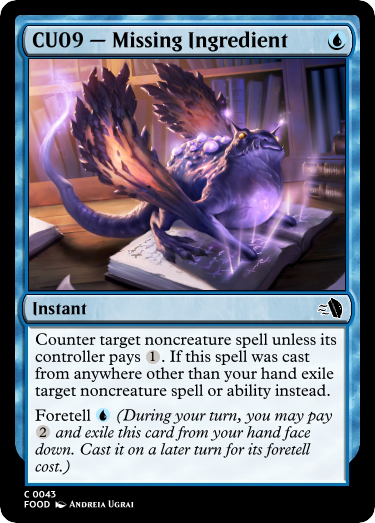 CU09 — Missing Ingredient
Instant
Counter target noncreature spell unless its
controller pays 1. If this spell was cast
from anywhere other than your hand exile
target noncreature spell or ability instead.
Foretell (During your turn, you may pay
2 and exile this card from your hand face
down. Cast it on a later turn for its foretell
cost.)
C 0043
FOOD Andreia Ugrai